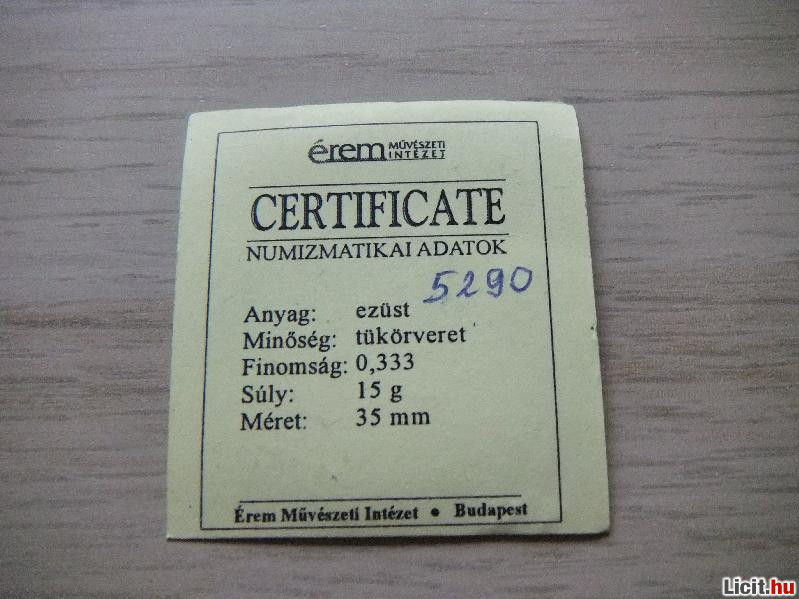 érem MŰVÉSZETI INTÉZET
CERTIFICATE
NUMIZMATIKAI ADATOK
5290
Anyag: ezüst
Minőség: tükörveret
Finomság: 0,333
Súly: 15 g
Méret: 35 mm
Érem Művészeti Intézet • Budapest
Licit.hu